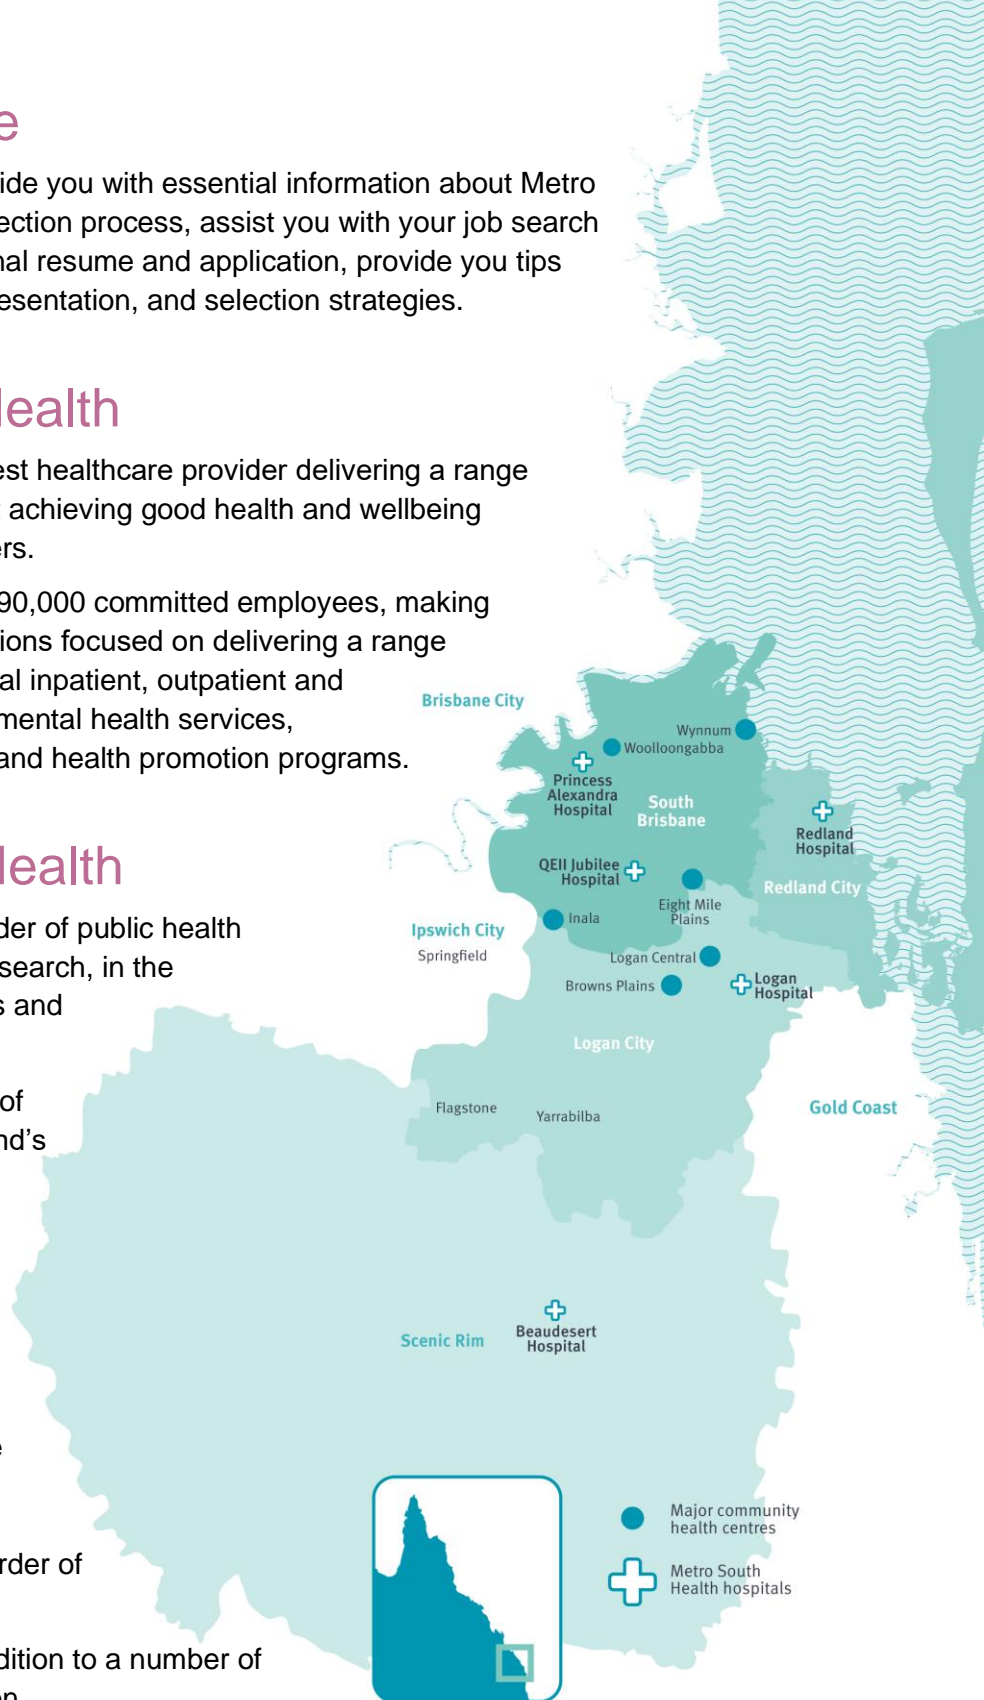 e
ide you with essential information about Metro
ection process, assist you with your job search
nal resume and application, provide you tips
esentation, and selection strategies.
Health
est healthcare provider delivering a range
achieving good health and wellbeing
ers.
90,000 committed employees, making
tions focused on delivering a range
al inpatient, outpatient and
mental health services,
and health promotion programs.
Health
der of public health
search, in the
s and
of
nd's
e
rder of
dition to a number of
on
Brisbane City
Wynnum
Woolloongabba
Princess
Alexandra
Hospital
South
Brisbane
Redland
Hospital
QEII Jubilee
Hospital
Redland City
Eight Mile
Plains
Inala
Ipswich City
Springfield
Logan Central
Browns Plains
Logan
Hospital
Logan City
Flagstone
Yarrabilba
Gold Coast
Scenic Rim
Beaudesert
Hospital
Major community
health centres
Metro South
Health hospitals